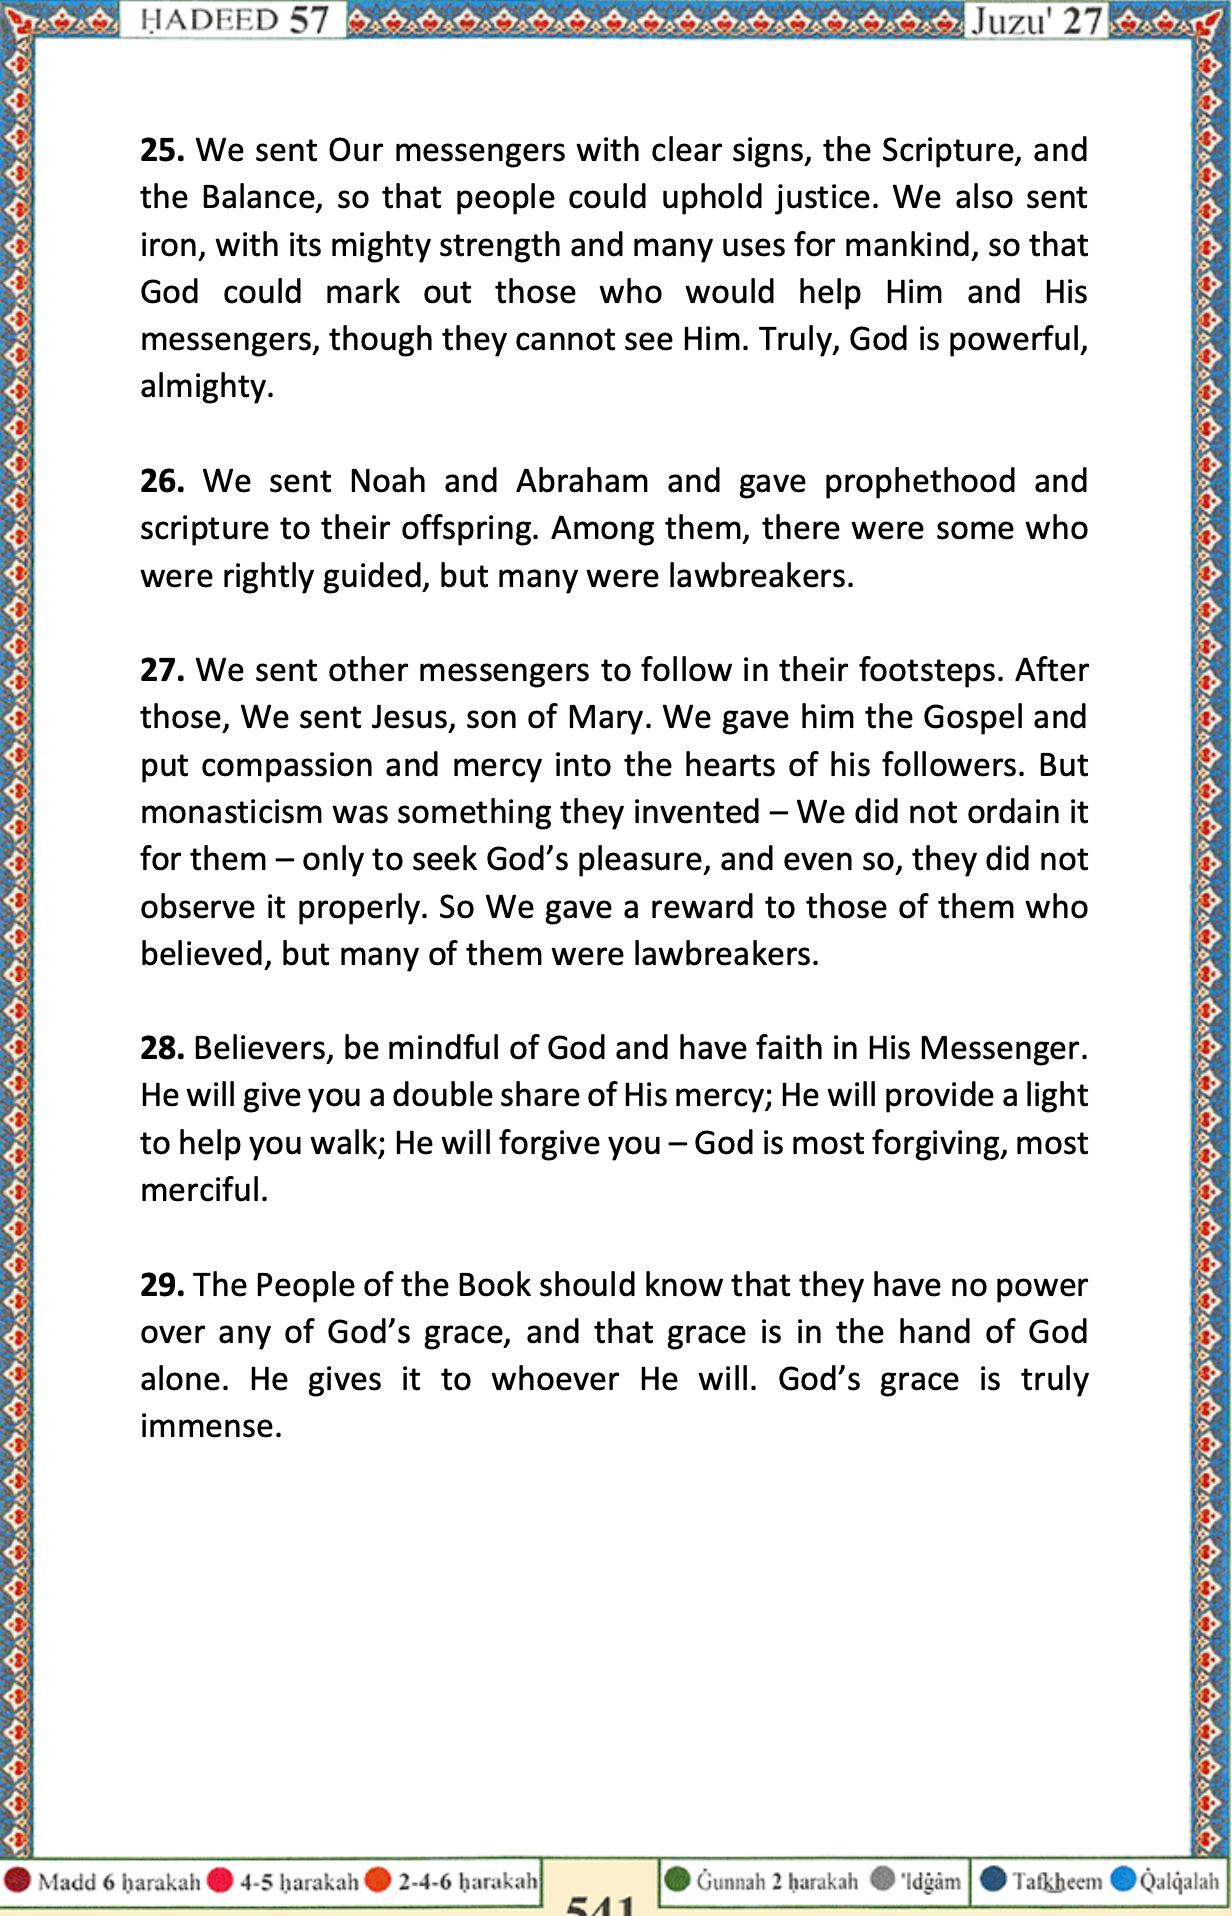 ḤADEED 57 Juzu' 27
25. We sent Our messengers with clear signs, the Scripture, and
the Balance, so that people could uphold justice. We also sent
iron, with its mighty strength and many uses for mankind, so that
God could mark out those who would help Him and His
messengers, though they cannot see Him. Truly, God is powerful,
almighty.
26. We sent Noah and Abraham and gave prophethood and
scripture to their offspring. Among them, there were some who
were rightly guided, but many were lawbreakers.
27. We sent other messengers to follow in their footsteps. After
those, We sent Jesus, son of Mary. We gave him the Gospel and
put compassion and mercy into the hearts of his followers. But
monasticism was something they invented – We did not ordain it
for them – only to seek God’s pleasure, and even so, they did not
observe it properly. So We gave a reward to those of them who
believed, but many of them were lawbreakers.
28. Believers, be mindful of God and have faith in His Messenger.
He will give you a double share of His mercy; He will provide a light
to help you walk; He will forgive you – God is most forgiving, most
merciful.
29. The People of the Book should know that they have no power
over any of God’s grace, and that grace is in the hand of God
alone. He gives it to whoever He will. God’s grace is truly
immense.
Madd 6 ḥarakah 4-5 ḥarakah 2-4-6 ḥarakah Ġunnah 2 ḥarakah 'Idġâm Tafkheem Q̇alq̇alah
541